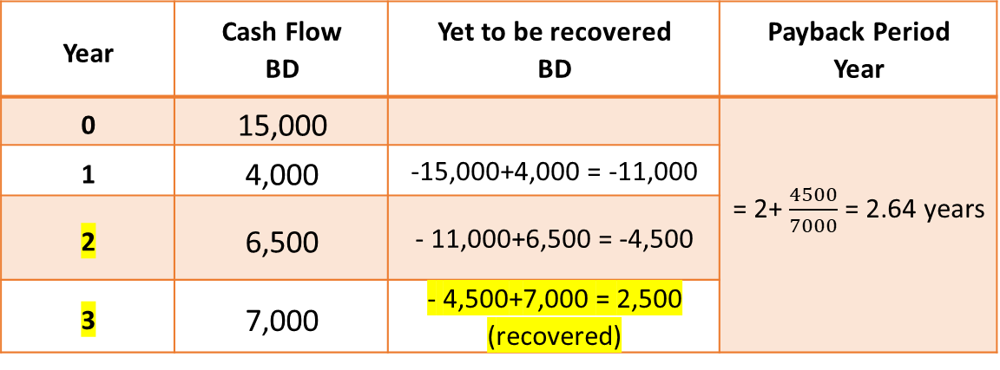 Year
Cash Flow
BD
Yet to be recovered
BD
Payback Period
Year
0
15,000
1
4,000
-15,000+4,000 = -11,000
2
6,500
- 11,000+6,500 = -4,500
3
7,000
- 4,500+7,000 = 2,500
(recovered)
= 2+ 4500/7000 = 2.64 years